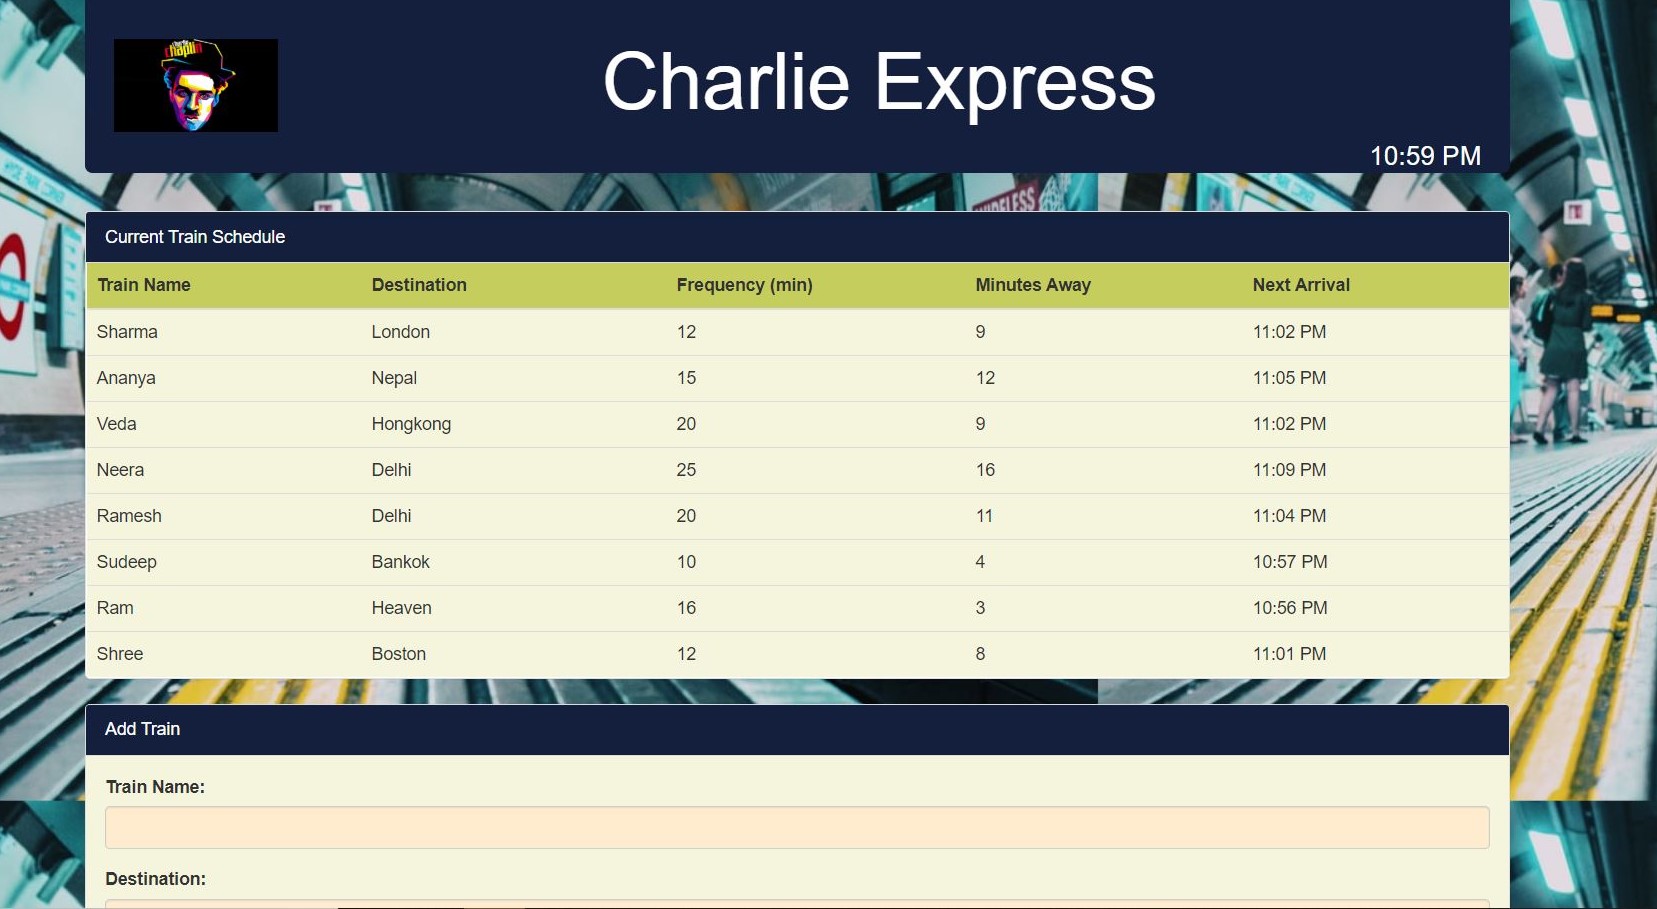 charlie
chaplin
Charlie Express
10:59 PM
WIRELESS
Current Train Schedule
Train Name Destination Frequency (min) Minutes Away Next Arrival
Sharma London 12 9 11:02 PM
Ananya Nepal 15 12 11:05 PM
Veda Hongkong 20 9 11:02 PM
Neera Delhi 25 16 11:09 PM
Ramesh Delhi 20 11 11:04 PM
Sudeep Bankok 10 4 10:57 PM
Ram Heaven 16 3 10:56 PM
Shree Boston 12 8 11:01 PM
Add Train
Train Name:
Destination: